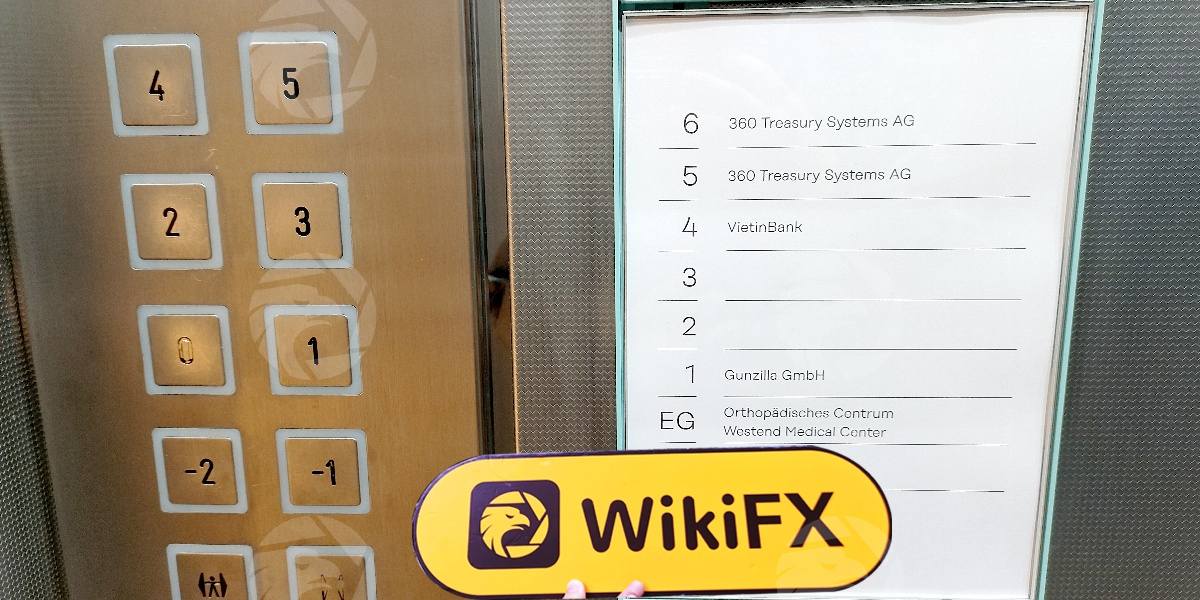 4 5
2 3
0 1
-2 -1
6 360 Treasury Systems AG
5 360 Treasury Systems AG
4 VietinBank
3
2
1 Gunzilla GmbH
EG Orthopädisches Centrum
Westend Medical Center
WikiFX